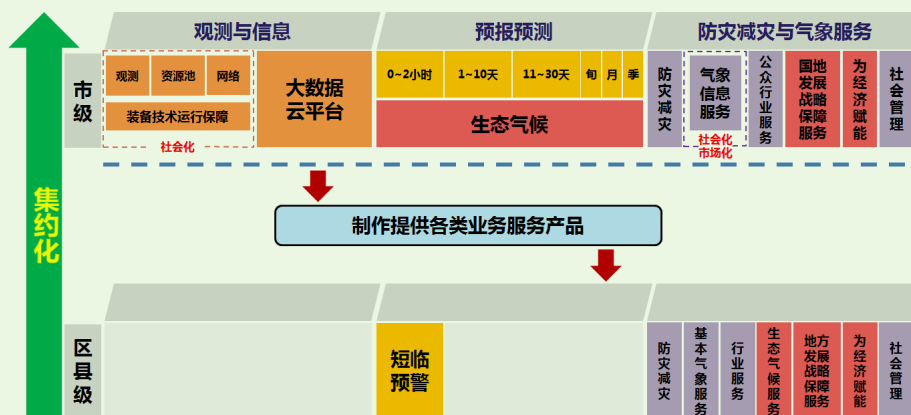 观测与信息
预报预测
防灾减灾与气象服务
集约化
市级
观测
资源池
网络
装备技术运行保障
社会化
大数据
云平台
0~2小时
1~10天
11~30天
旬
月
季
生态气候
防灾减灾
气象
信息
服务
社会化
市场化
公众行业服务
国地
发展
战略
保障
服务
为经济赋能
社会管理
制作提供各类业务服务产品
区县级
短临
预警
防灾减灾
基本气象服务
行业服务
生态气候服务
地方
发展
战略
保障
服务
为经济赋能
社会管理